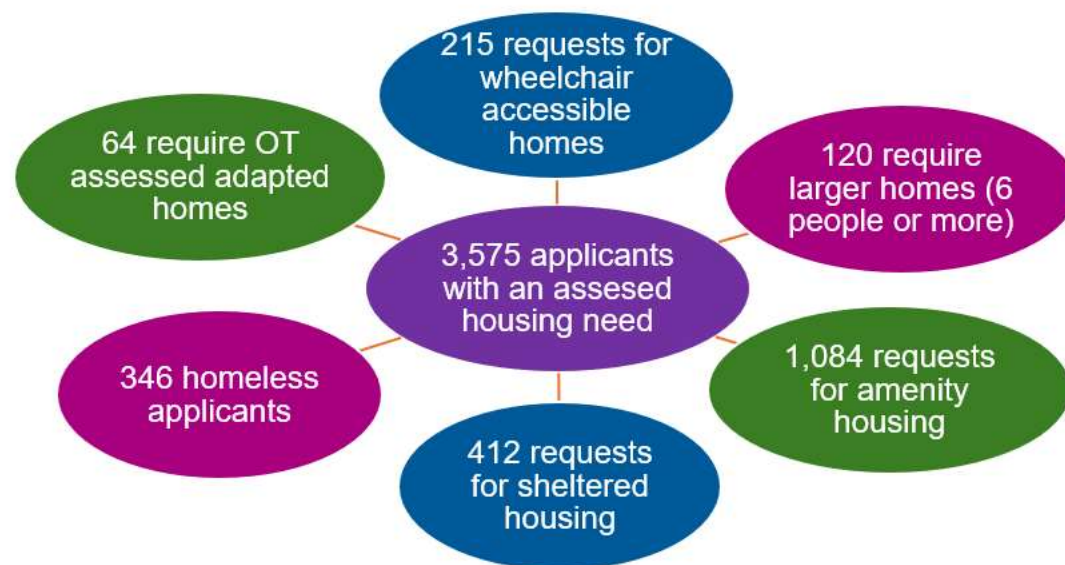 215 requests for
wheelchair
accessible
homes
64 require OT
assessed adapted
homes
120 require
larger homes (6
people or more)
3,575 applicants
with an assesed
housing need
346 homeless
applicants
1,084 requests
for amenity
housing
412 requests
for sheltered
housing